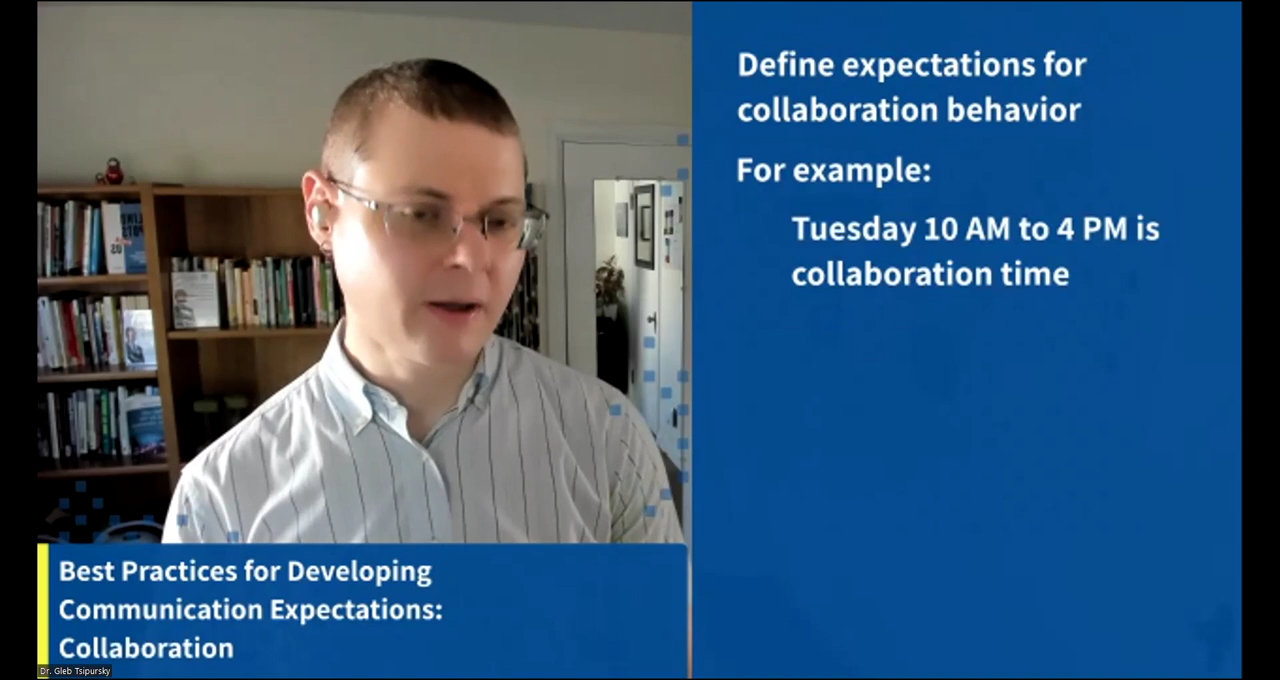 Define expectations for
collaboration behavior
For example:
Tuesday 10 AM to 4 PM is
collaboration time
Best Practices for Developing
Communication Expectations:
Collaboration
Dr. Gleb Tsipursky